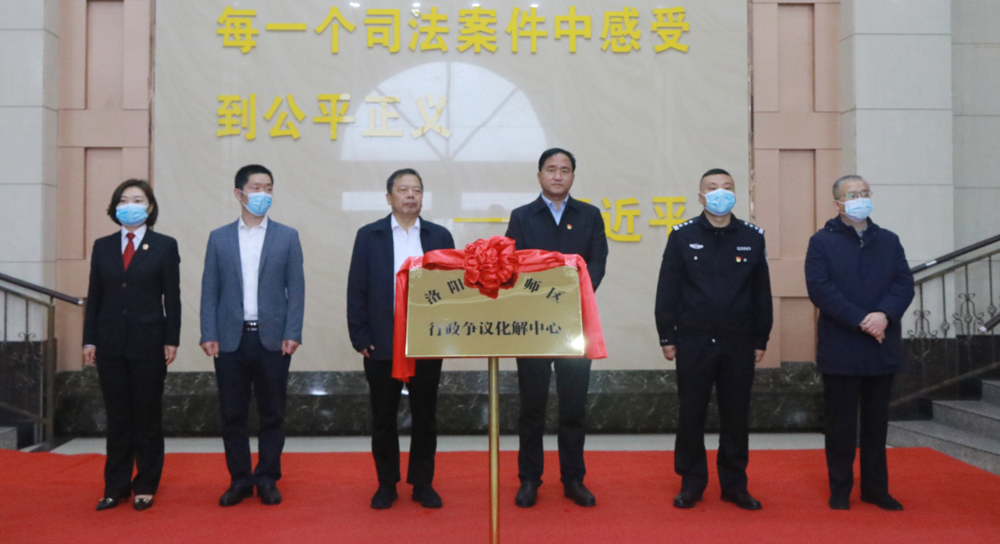 每一个司法案件中感受
到公平正义
——近平
洛阳师区
行政争议化解中心